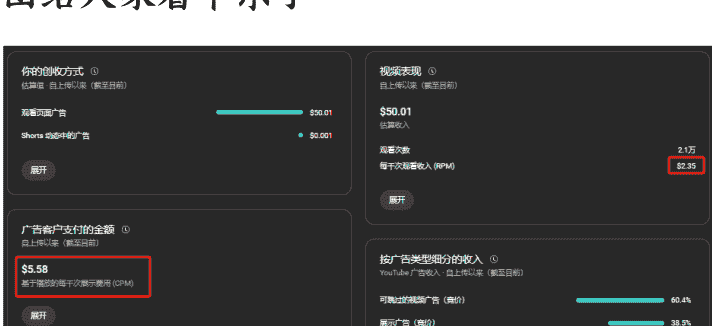 你的创收方式
估算值 · 自上传以来（截至目前）
观看页面广告 $50.01
Shorts 动态中的广告 $0.001
展开
广告客户支付的金额
自上传以来（截至目前）
$5.58
基于播放的每千次展示费用 (CPM)
展开
视频表现
自上传以来（截至目前）
$50.01
估算收入
观看次数 2.1万
每千次观看收入 (RPM) $2.35
展开
按广告类型细分的收入
YouTube 广告收入 · 自上传以来（截至目前）
可跳过的视频广告（竞价） 60.4%
展示广告（竞价） 38.5%